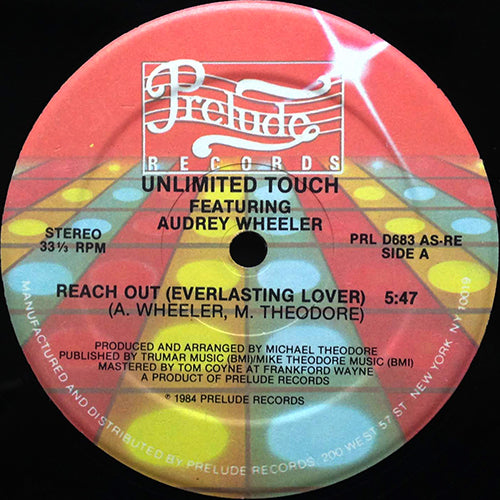 Prelude
RECORDS
UNLIMITED TOUCH
FEATURING
AUDREY WHEELER
STEREO
33⅓ RPM
PRL D683 AS-RE
SIDE A
REACH OUT (EVERLASTING LOVER) 5:47
(A. WHEELER, M. THEODORE)
PRODUCED AND ARRANGED BY MICHAEL THEODORE
PUBLISHED BY TRUMAR MUSIC (BMI)/MIKE THEODORE MUSIC (BMI)
MASTERED BY TOM COYNE AT FRANKFORD WAYNE
A PRODUCT OF PRELUDE RECORDS
℗ 1984 PRELUDE RECORDS
MANUFACTURED AND DISTRIBUTED BY PRELUDE RECORDS, 200 WEST 57 ST. NEW YORK, NY 10019